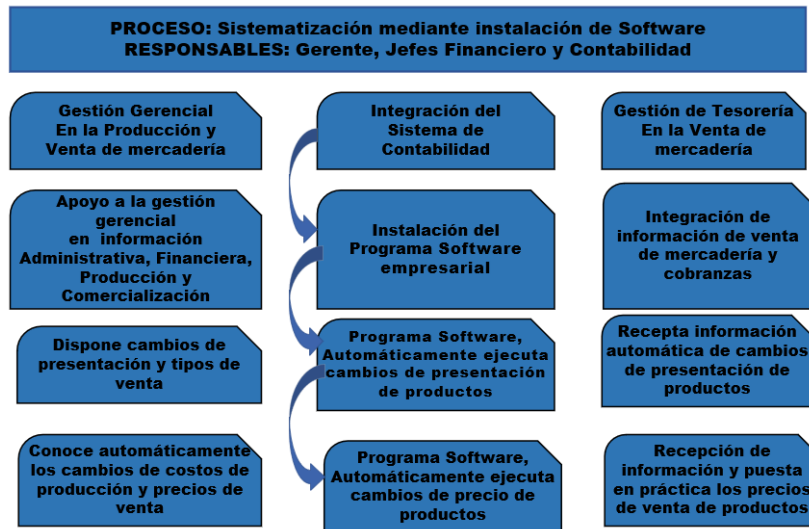 PROCESO: Sistematización mediante instalación de Software
RESPONSABLES: Gerente, Jefes Financiero y Contabilidad
Gestión Gerencial
En la Producción y
Venta de mercadería
Integración del
Sistema de
Contabilidad
Gestión de Tesorería
En la Venta de
mercadería
Apoyo a la gestión
gerencial
en información
Administrativa, Financiera,
Producción y
Comercialización
Instalación del
Programa Software
empresarial
Integración de
información de venta
de mercadería y
cobranzas
Dispone cambios de
presentación y tipos de
venta
Programa Software,
Automáticamente ejecuta
cambios de presentación
de productos
Recepta información
automática de cambios
de presentación de
productos
Conoce automáticamente
los cambios de costos de
producción y precios de
venta
Programa Software,
Automáticamente ejecuta
cambios de precio de
productos
Recepción de
información y puesta
en práctica los precios
de venta de productos